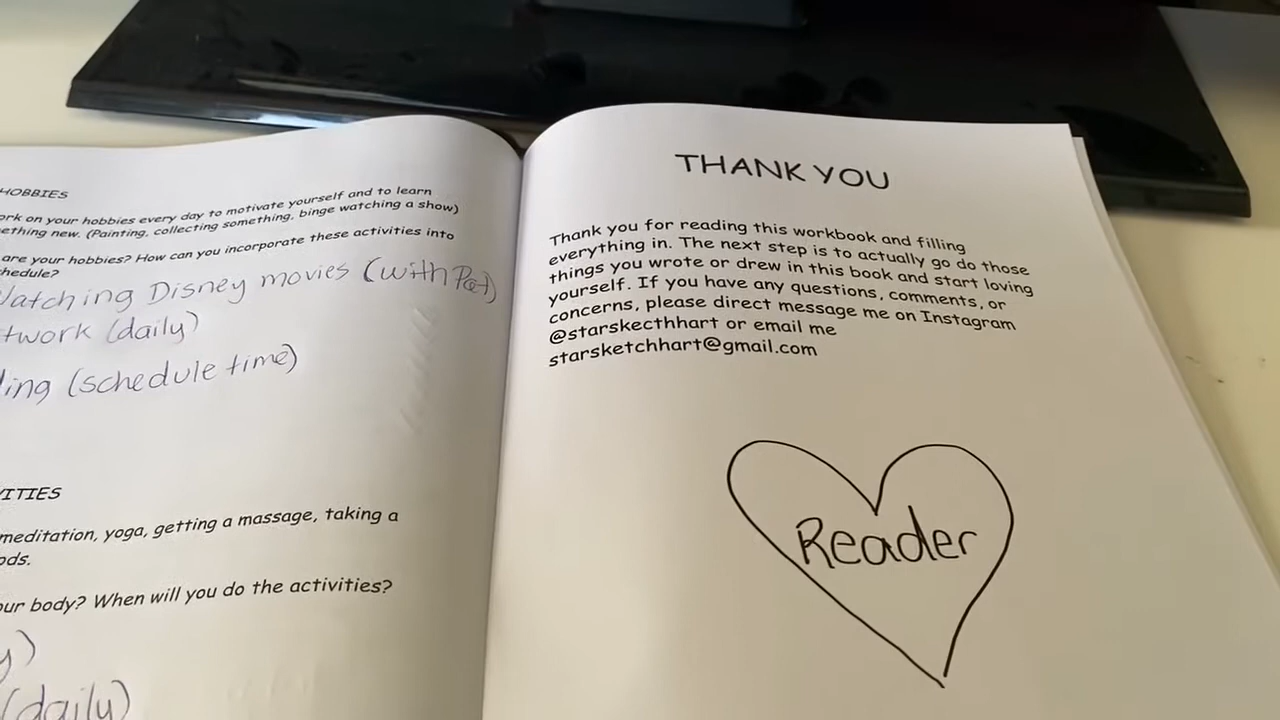 HOBBIES
ork on your hobbies every day to motivate yourself and to learn
ething new. (Painting, collecting something, binge watching a show)
are your hobbies? How can you incorporate these activities into
hedule?
Watching Disney movies (with Pat)
twork (daily)
ding (schedule time)
ITIES
meditation, yoga, getting a massage, taking a
ods.
our body? When will you do the activities?
y)
(daily)
THANK YOU
Thank you for reading this workbook and filling
everything in. The next step is to actually go do those
things you wrote or drew in this book and start loving
yourself. If you have any questions, comments, or
concerns, please direct message me on Instagram
@starskecthhart or email me
starsketchhart@gmail.com
Reader